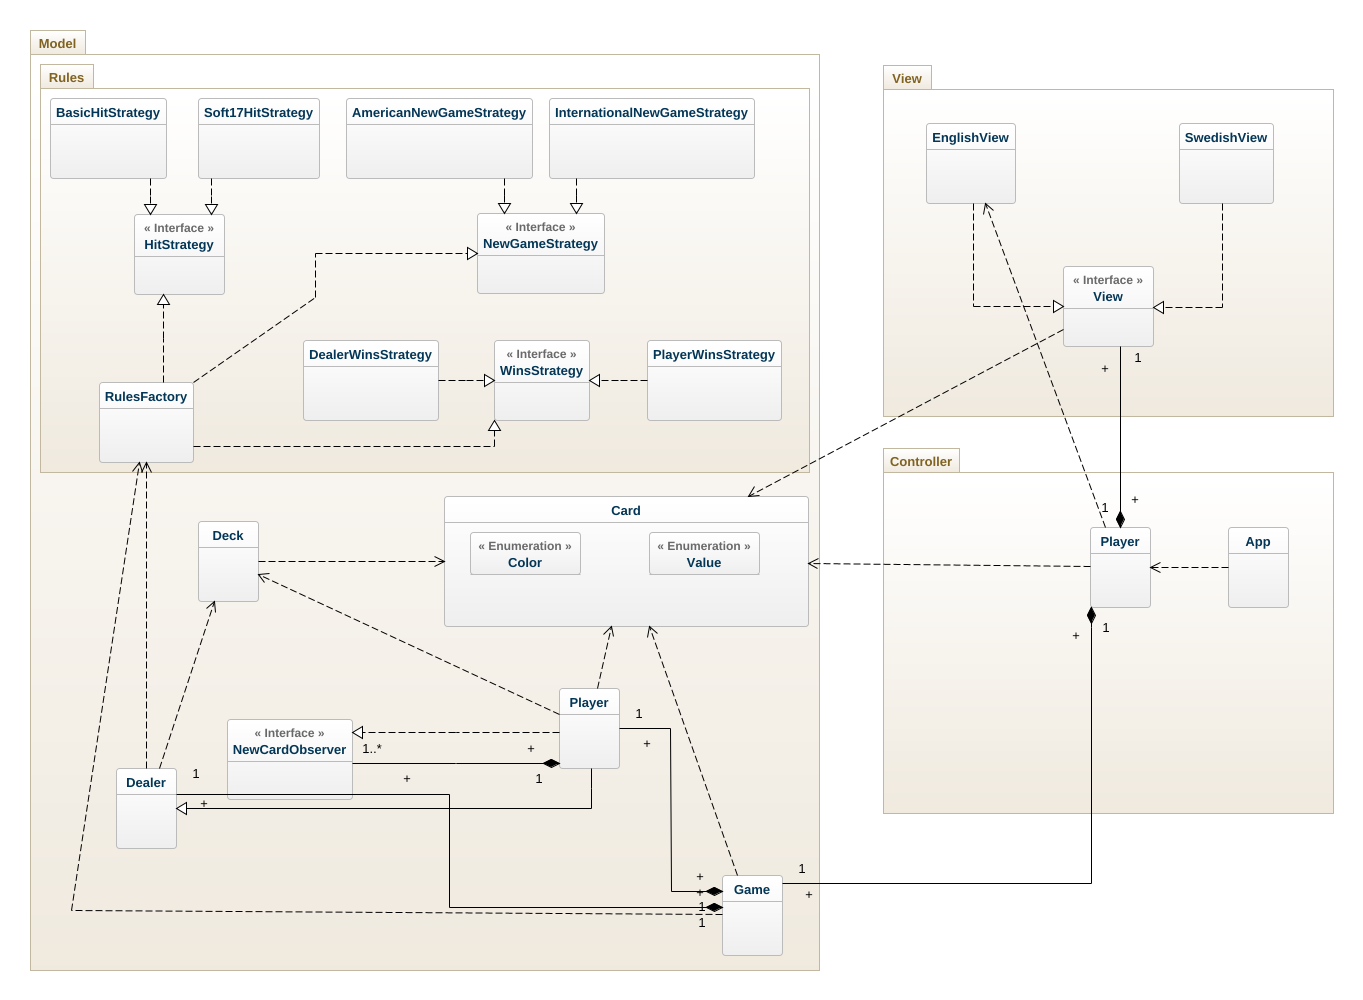 Model
Rules
BasicHitStrategy
Soft17HitStrategy
AmericanNewGameStrategy
InternationalNewGameStrategy
« Interface »
HitStrategy
« Interface »
NewGameStrategy
DealerWinsStrategy
« Interface »
WinsStrategy
PlayerWinsStrategy
RulesFactory
Card
« Enumeration »
Color
« Enumeration »
Value
Deck
Player
1
+
« Interface »
NewCardObserver
1..*
+
+
1
Dealer
1
+
Game
+
+
1
1
1
+
View
EnglishView
SwedishView
« Interface »
View
1
+
Controller
+
1
Player
App
1
+